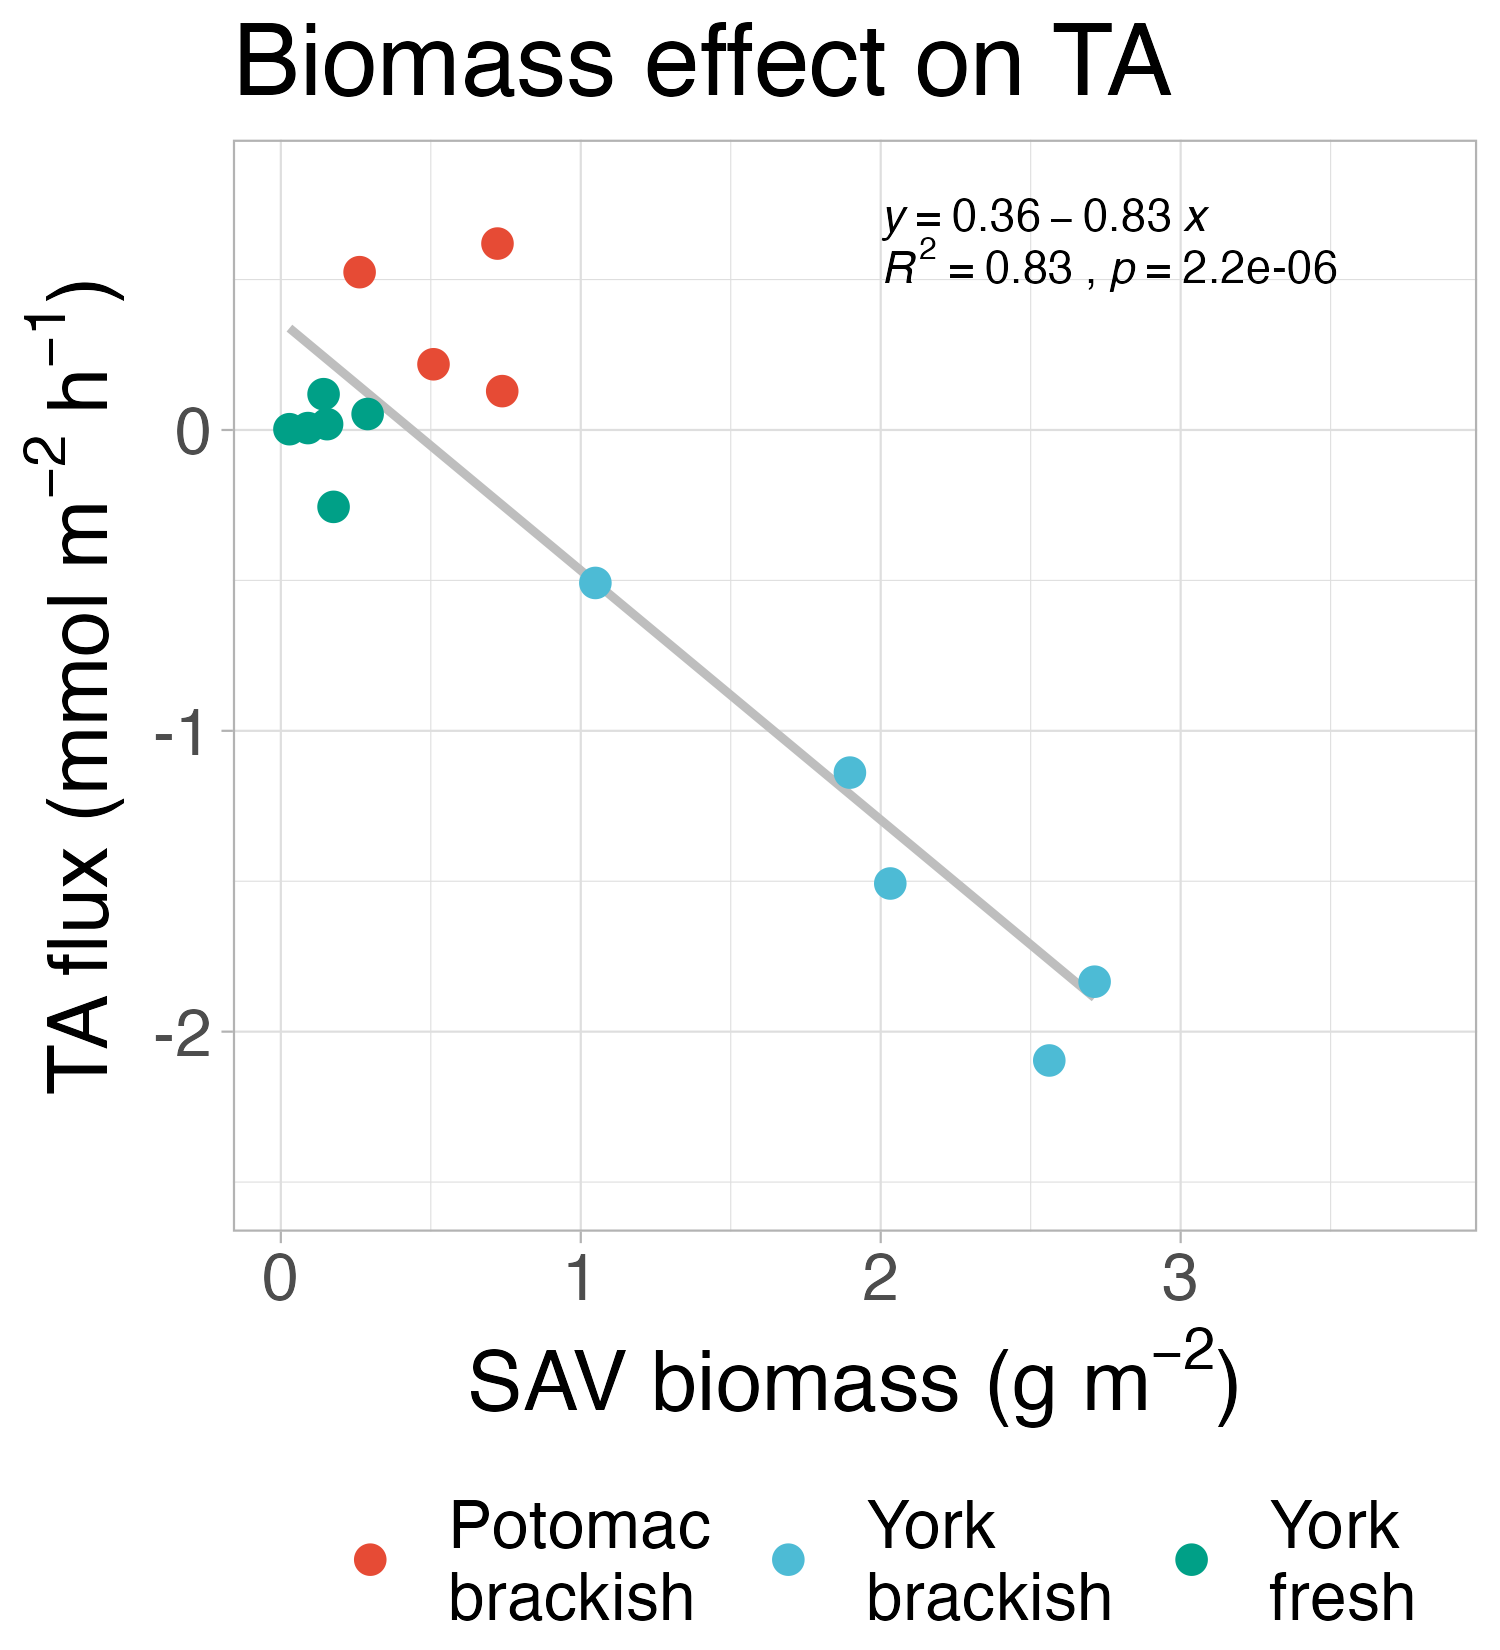 Biomass effect on TA
y = 0.36 – 0.83 x
R² = 0.83 , p = 2.2e-06
TA flux (mmol m⁻² h⁻¹)
0
-1
-2
0 1 2 3
SAV biomass (g m⁻²)
Potomac brackish
York brackish
York fresh